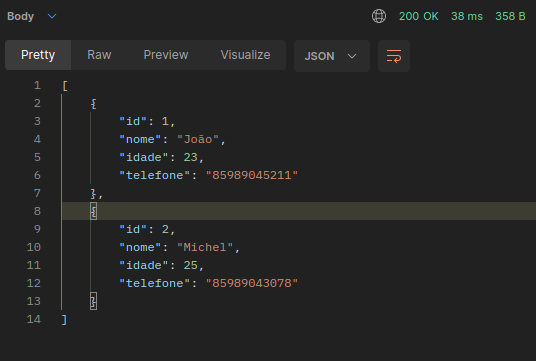 Body 200 OK 38 ms 358 B
Pretty Raw Preview Visualize JSON
1 [
2 {
3 "id": 1,
4 "nome": "João",
5 "idade": 23,
6 "telefone": "85989045211"
7 },
8 {
9 "id": 2,
10 "nome": "Michel",
11 "idade": 25,
12 "telefone": "85989043078"
13 }
14 ]